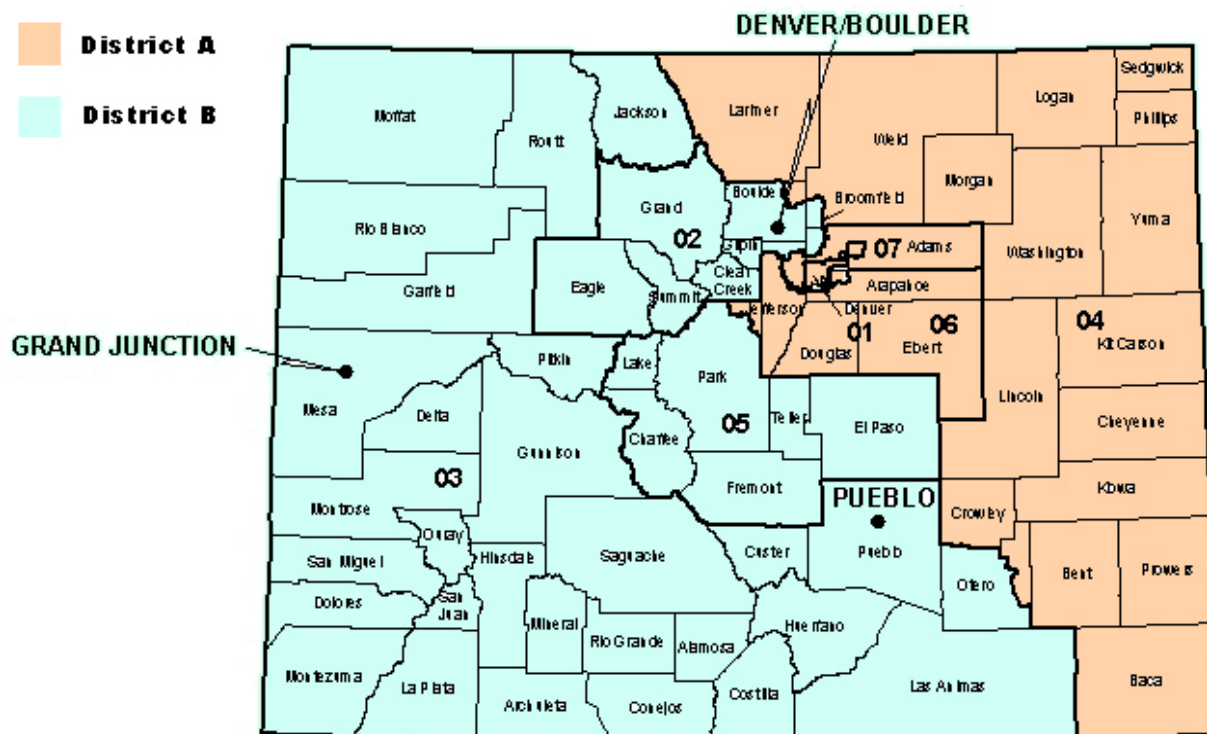 District A
District B
DENVER/BOULDER
GRAND JUNCTION
PUEBLO
Moffat
Routt
Jackson
Larimer
Weld
Logan
Sedgwick
Phillips
Morgan
Rio Blanco
Grand
Boulde
Broomfield
Washington
Yuma
02
07
Adams
Gilpin
Clear
Creek
Garfield
Eagle
Summit
Arapahoe
Jefferson
Denver
01
06
04
Kit Carson
Mesa
Pitkin
Lake
Park
Douglas
Elbert
Lincoln
Delta
Gunnison
Chaffee
05
Teller
El Paso
Cheyenne
03
Montrose
Fremont
Kiowa
Crowley
Ouray
San Miguel
Hinsdale
Saguache
Custer
Pueblo
Otero
Bent
Prowers
Dolores
San
Juan
Mineral
Rio Grande
Alamosa
Huerfano
Montezuma
La Plata
Archuleta
Conejos
Costilla
Las Animas
Baca